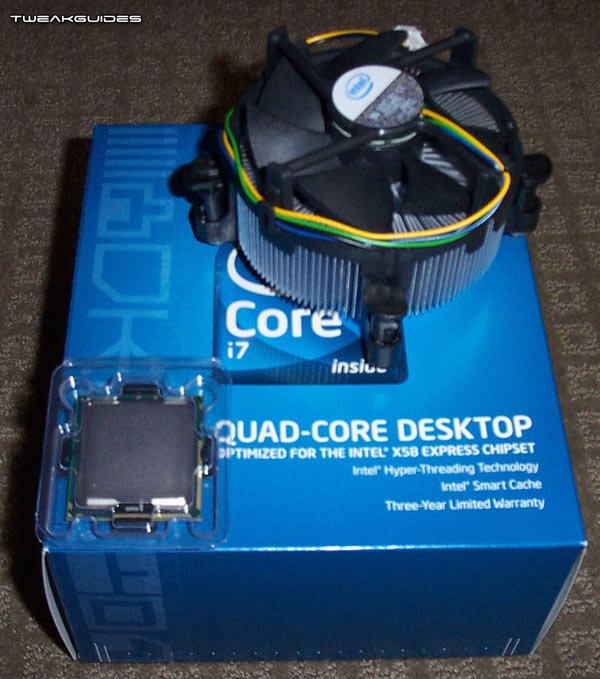 TWEAKGUIDES
intel
Core
i7
inside
QUAD-CORE DESKTOP
OPTIMIZED FOR THE INTEL® X58 EXPRESS CHIPSET
Intel® Hyper-Threading Technology
Intel® Smart Cache
Three-Year Limited Warranty